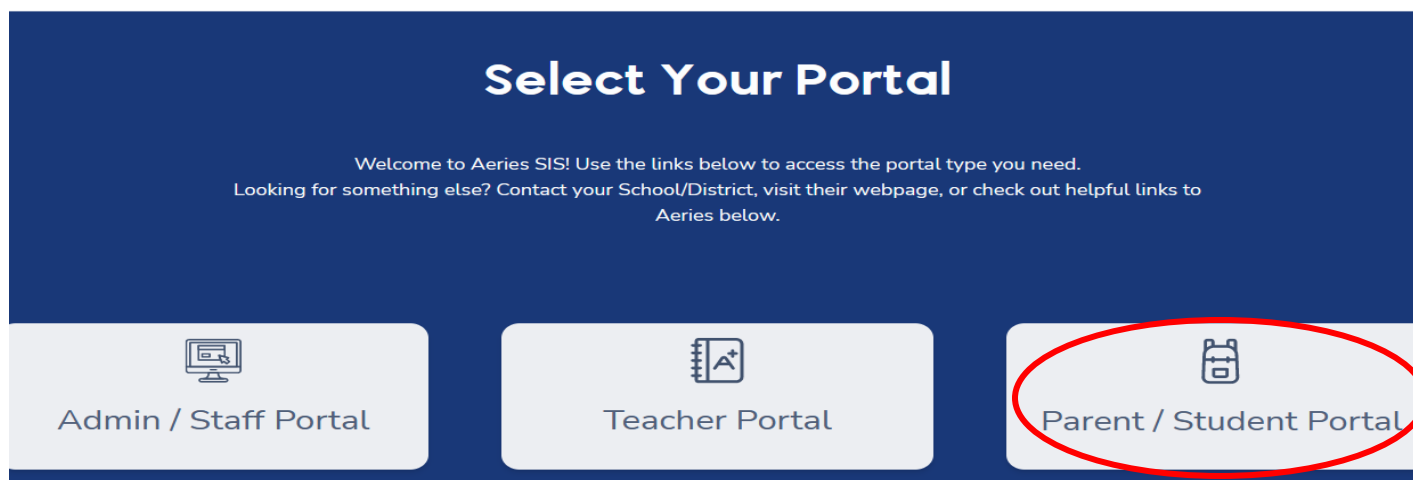 Select Your Portal
Welcome to Aeries SIS! Use the links below to access the portal type you need.
Looking for something else? Contact your School/District, visit their webpage, or check out helpful links to
Aeries below.
A+
Admin / Staff Portal
Teacher Portal
Parent / Student Portal